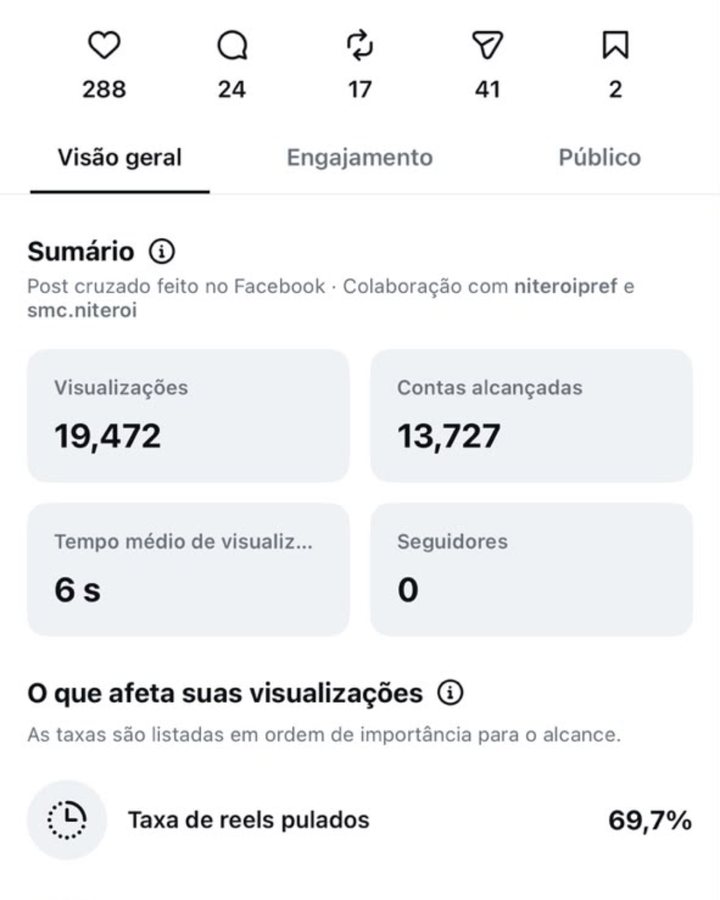 288 24 17 41 2
Visão geral Engajamento Público
Sumário
Post cruzado feito no Facebook · Colaboração com niteroipref e
smc.niteroi
Visualizações Contas alcançadas
19,472 13,727
Tempo médio de visualiz... Seguidores
6 s 0
O que afeta suas visualizações
As taxas são listadas em ordem de importância para o alcance.
Taxa de reels pulados 69,7%